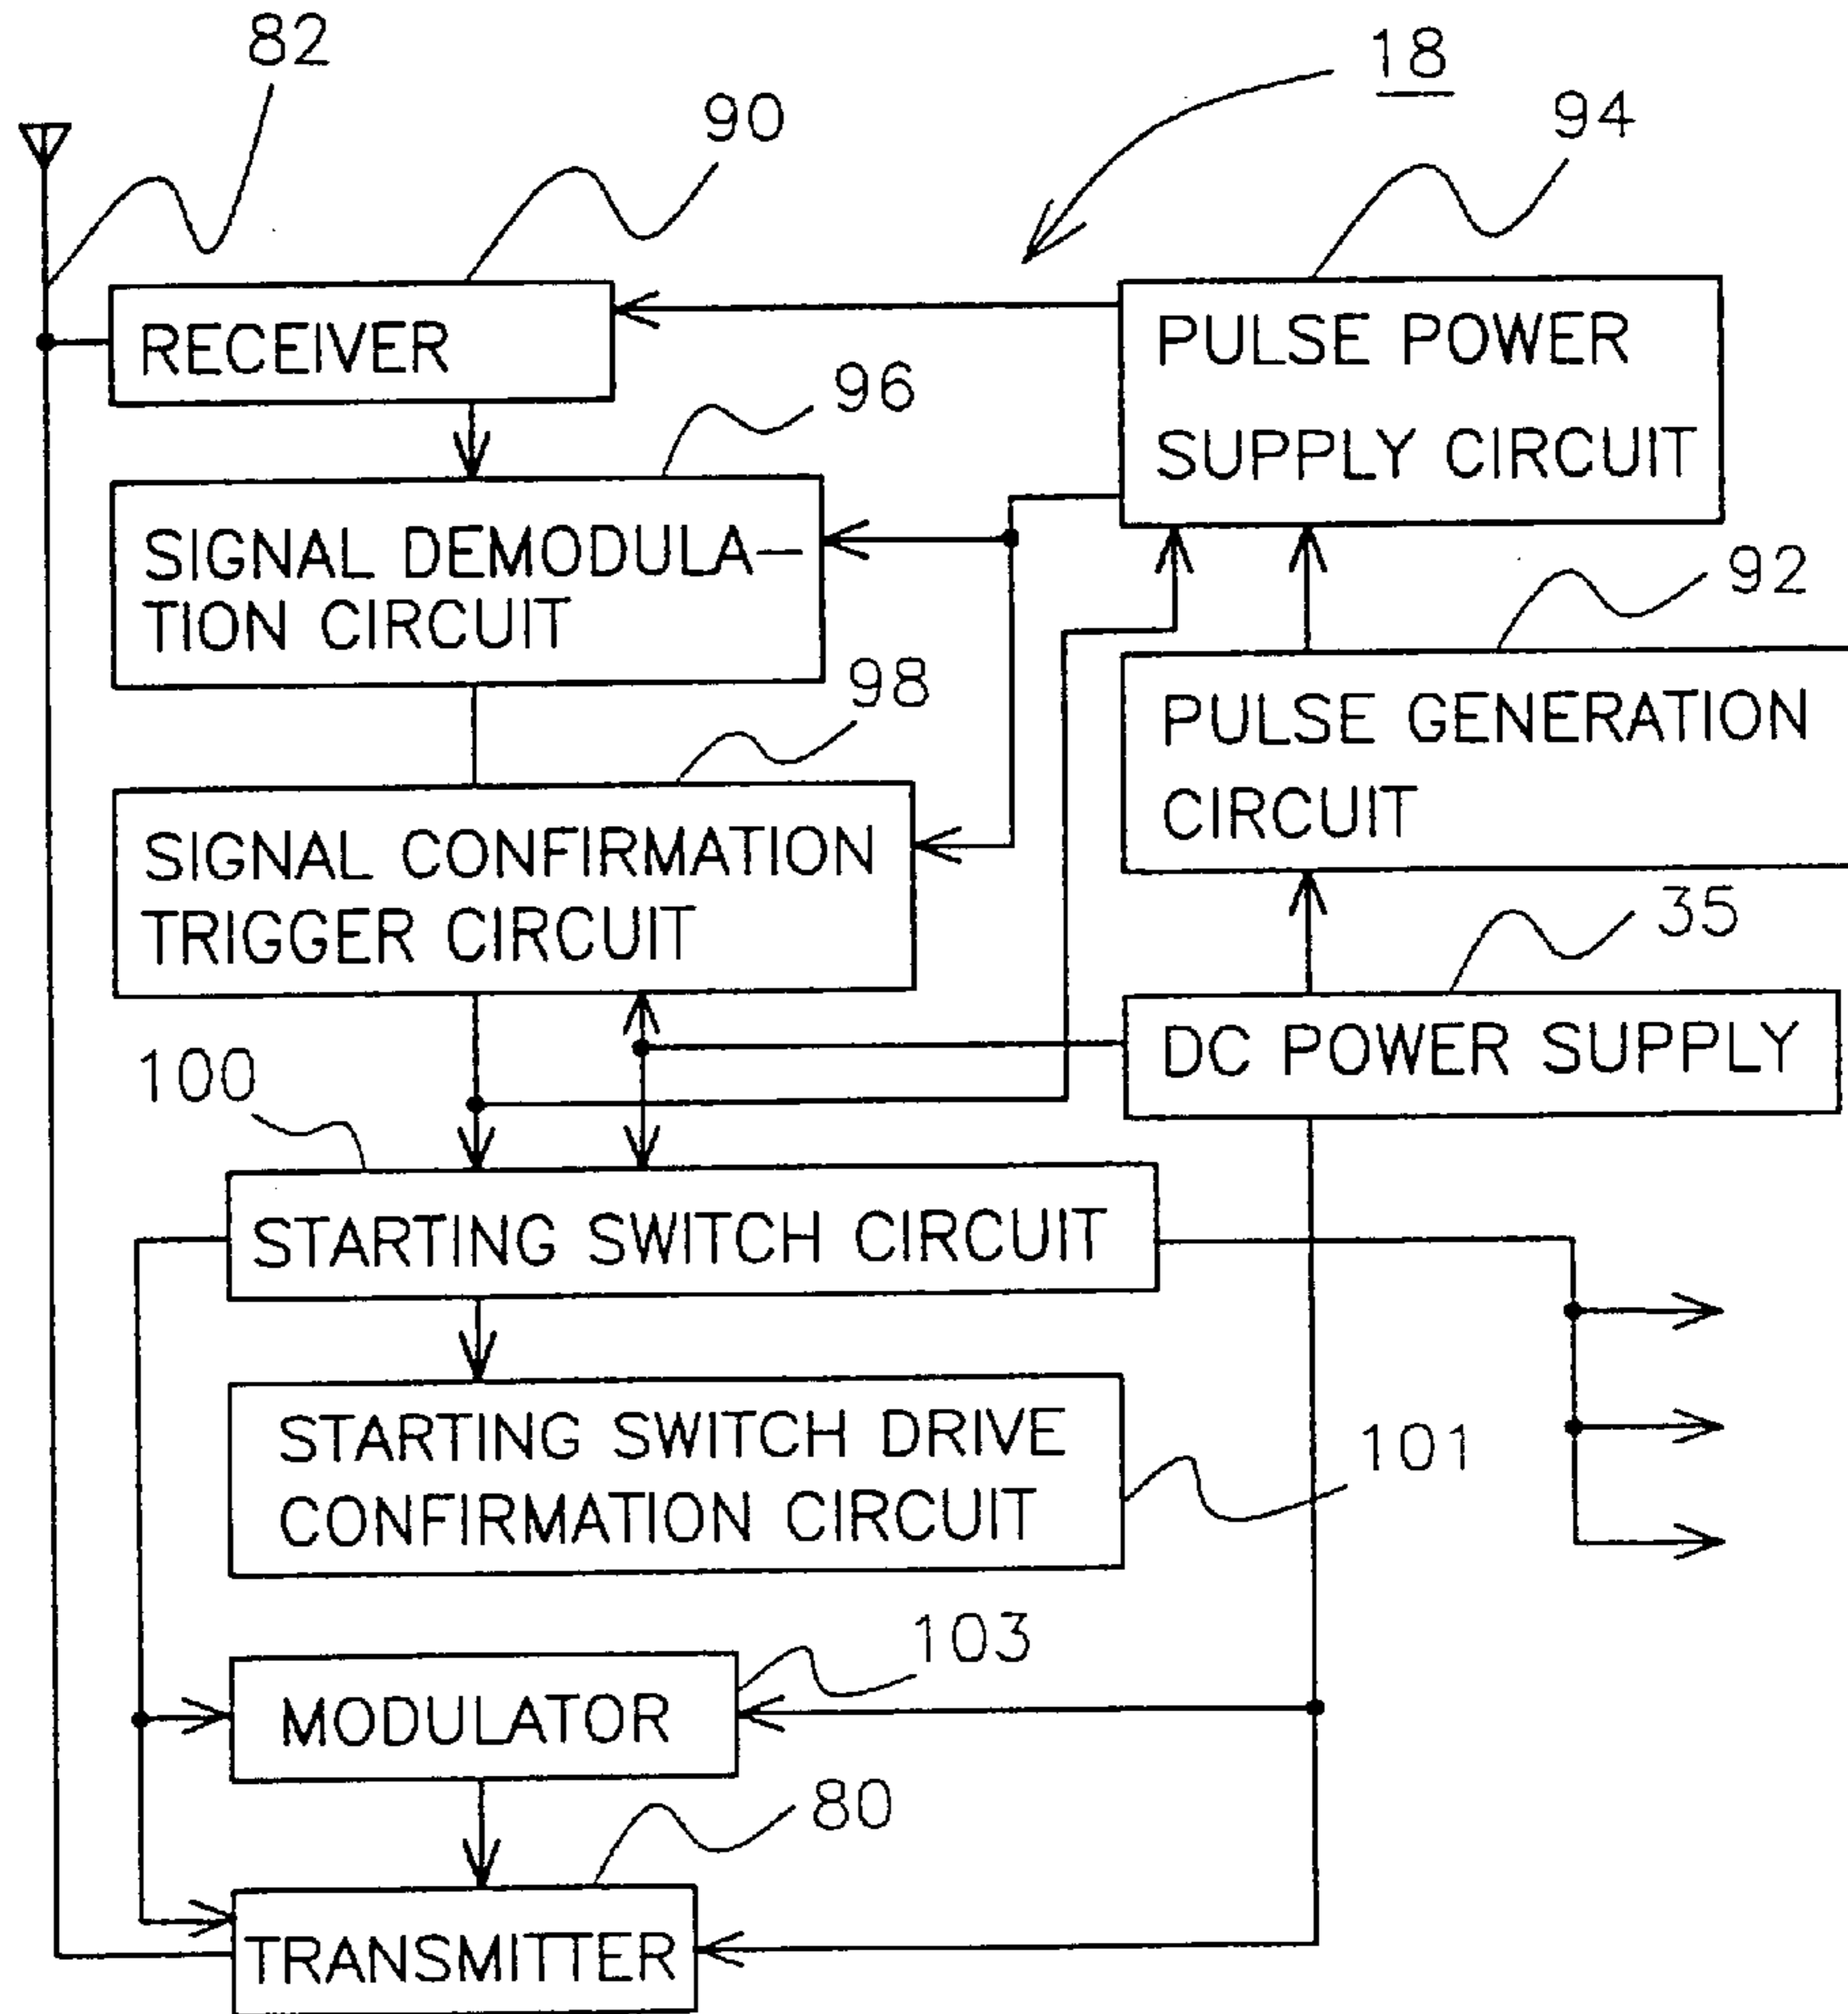 82
18
90
94
RECEIVER
PULSE POWER
SUPPLY CIRCUIT
96
SIGNAL DEMODULA-
TION CIRCUIT
92
98
PULSE GENERATION
CIRCUIT
SIGNAL CONFIRMATION
TRIGGER CIRCUIT
35
DC POWER SUPPLY
100
STARTING SWITCH CIRCUIT
STARTING SWITCH DRIVE
CONFIRMATION CIRCUIT
101
103
MODULATOR
80
TRANSMITTER